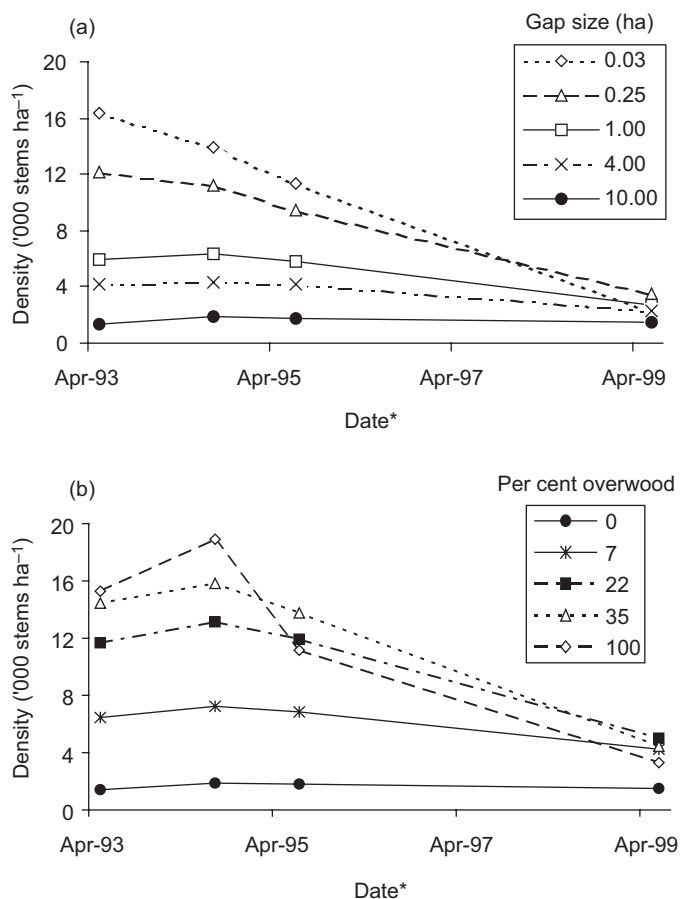 (a)
Gap size (ha)
0.03
0.25
1.00
4.00
10.00
Density ('000 stems ha⁻¹)
20
16
12
8
4
0
Apr-93 Apr-95 Apr-97 Apr-99
Date*
(b)
Per cent overwood
0
7
22
35
100
Density ('000 stems ha⁻¹)
20
16
12
8
4
0
Apr-93 Apr-95 Apr-97 Apr-99
Date*